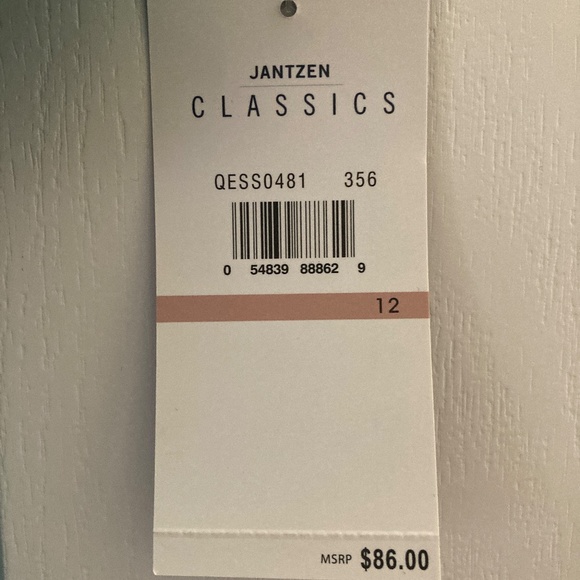 JANTZEN
CLASSICS
QESS0481 356
0 54839 88862 9
12
MSRP $86.00